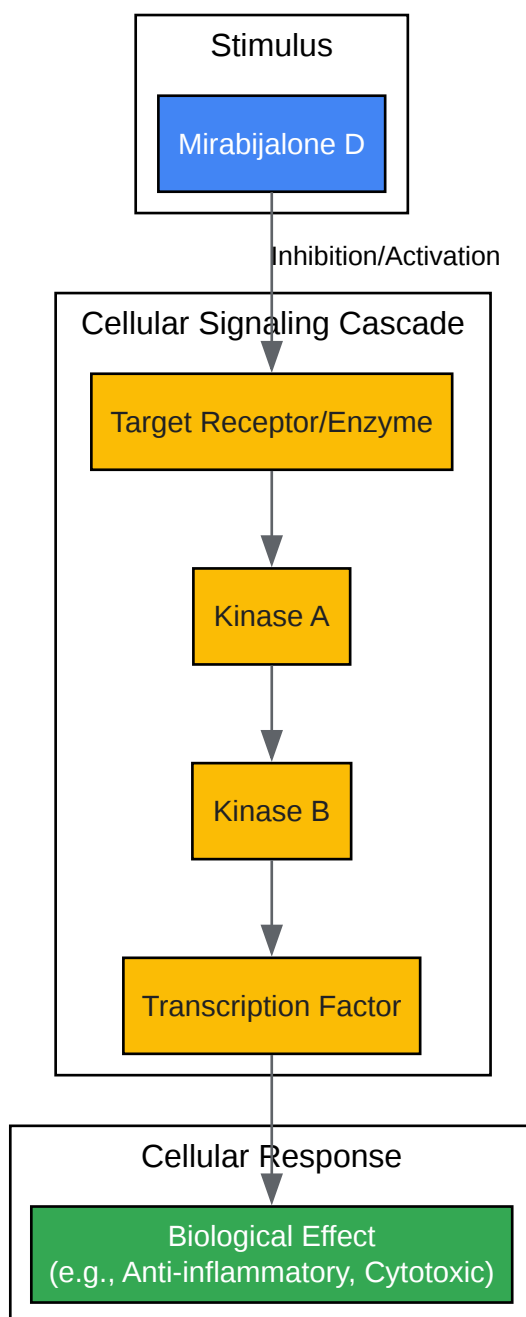 Stimulus
Mirabijalone D
Inhibition/Activation
Cellular Signaling Cascade
Target Receptor/Enzyme
Kinase A
Kinase B
Transcription Factor
Cellular Response
Biological Effect
(e.g., Anti-inflammatory, Cytotoxic)